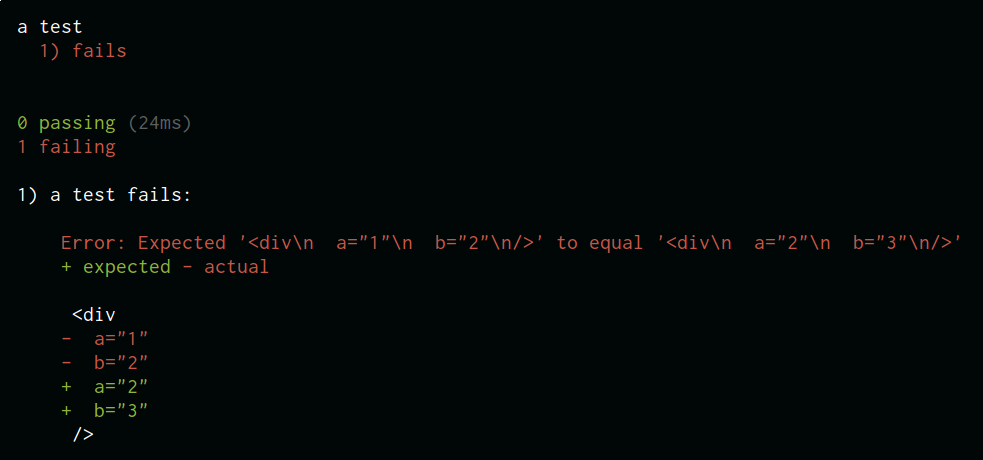 a test
1) fails
0 passing (24ms)
1 failing
1) a test fails:
Error: Expected '<div\n  a="1"\n  b="2"\n/>' to equal '<div\n  a="2"\n  b="3"\n/>'
+ expected - actual
<div
-  a="1"
-  b="2"
+  a="2"
+  b="3"
/>